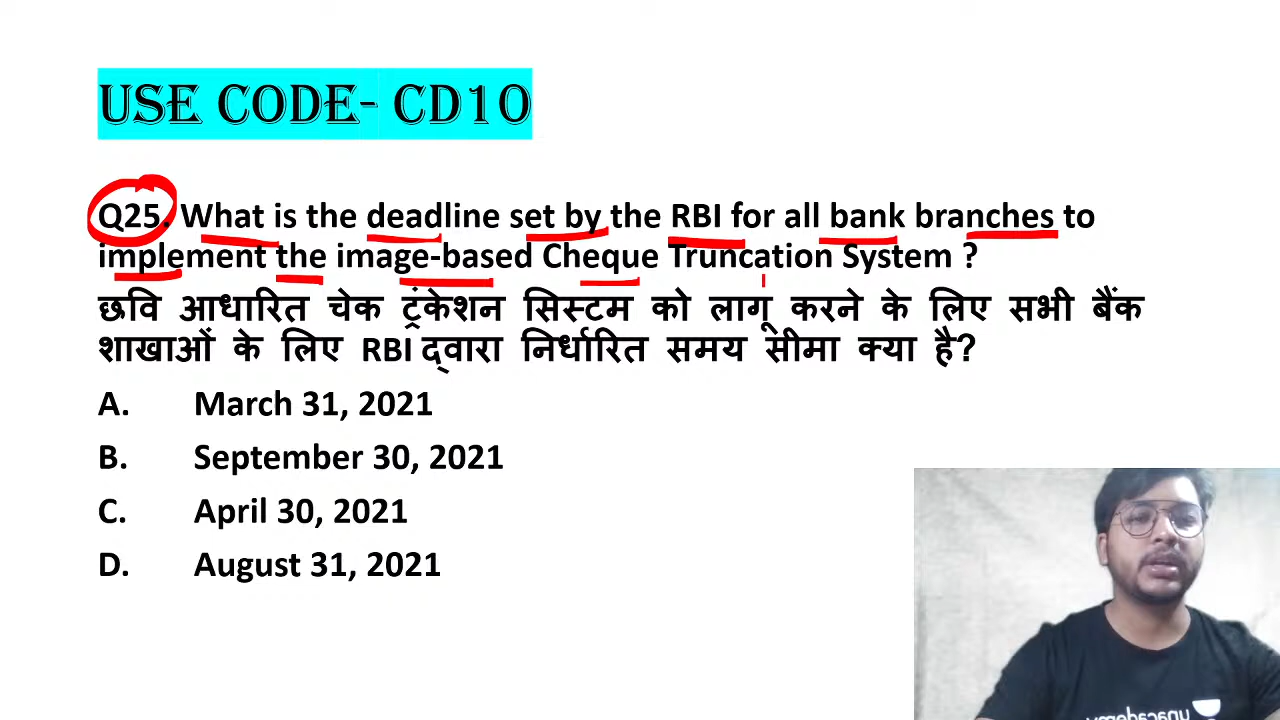 USE CODE- CD10
Q25. What is the deadline set by the RBI for all bank branches to
implement the image-based Cheque Truncation System ?
छवि आधारित चेक ट्रंकेशन सिस्टम को लागू करने के लिए सभी बैंक
शाखाओं के लिए RBI द्वारा निर्धारित समय सीमा क्या है?
A. March 31, 2021
B. September 30, 2021
C. April 30, 2021
D. August 31, 2021
unacademy